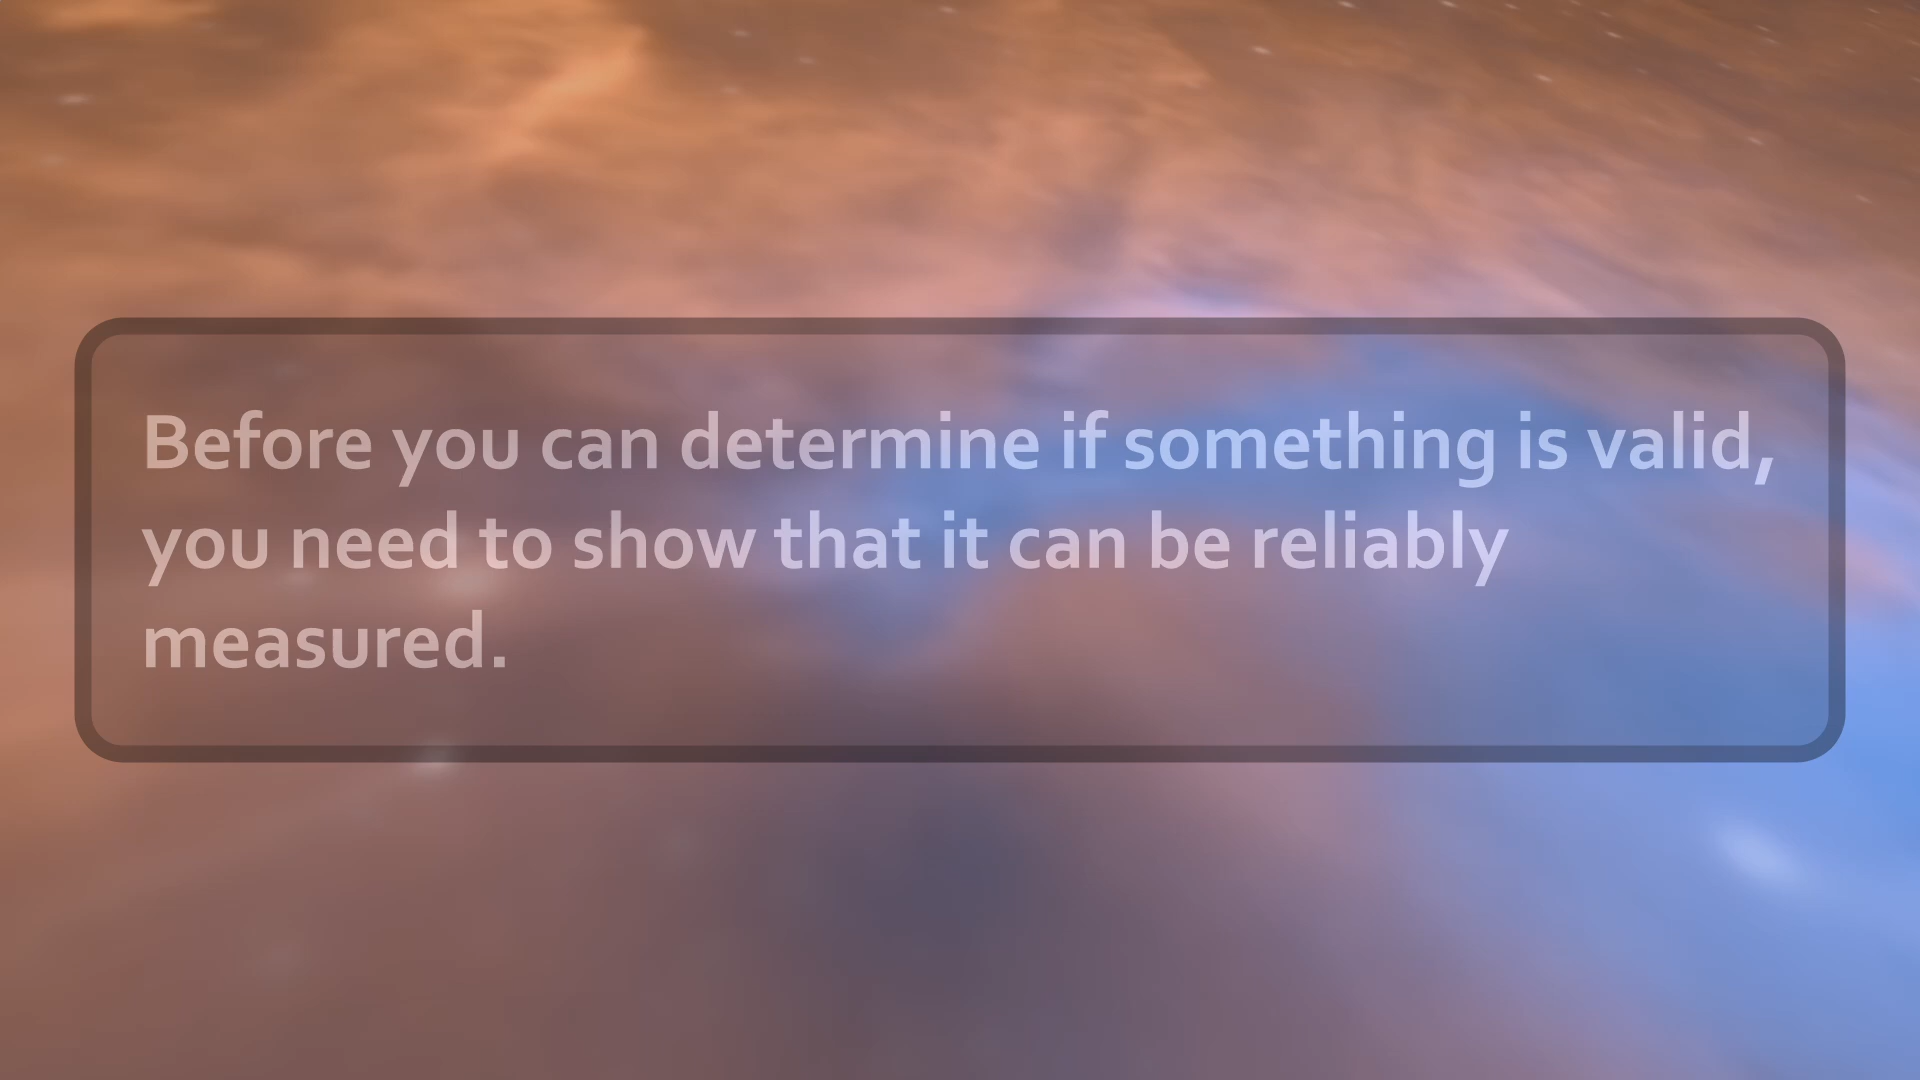 Before you can determine if something is valid,
you need to show that it can be reliably
measured.